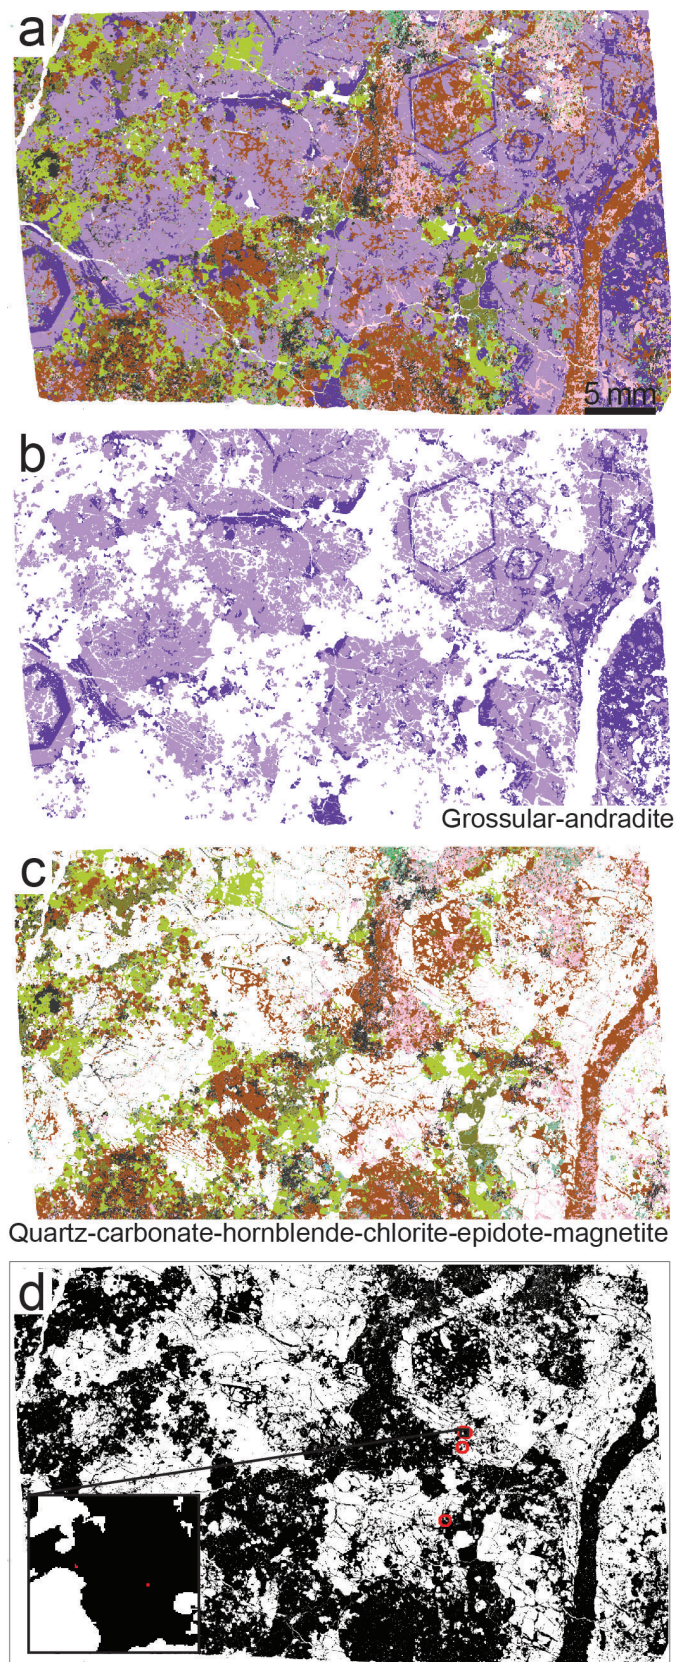 a
5 mm
b
Grossular-andradite
c
Quartz-carbonate-hornblende-chlorite-epidote-magnetite
d